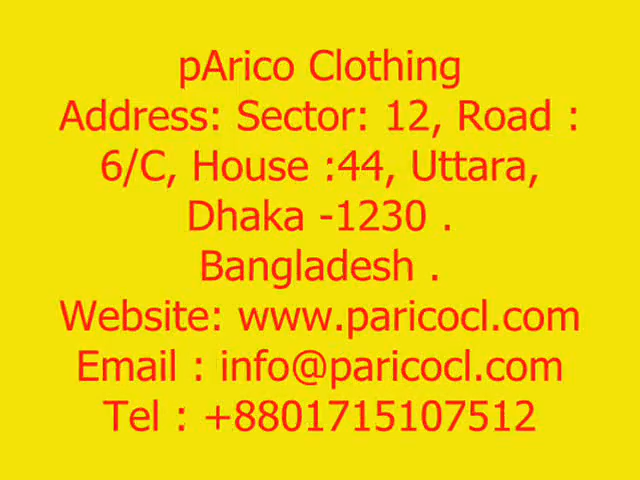 pArico Clothing
Address: Sector: 12, Road :
6/C, House :44, Uttara,
Dhaka -1230 .
Bangladesh .
Website: www.paricocl.com
Email : info@paricocl.com
Tel : +8801715107512